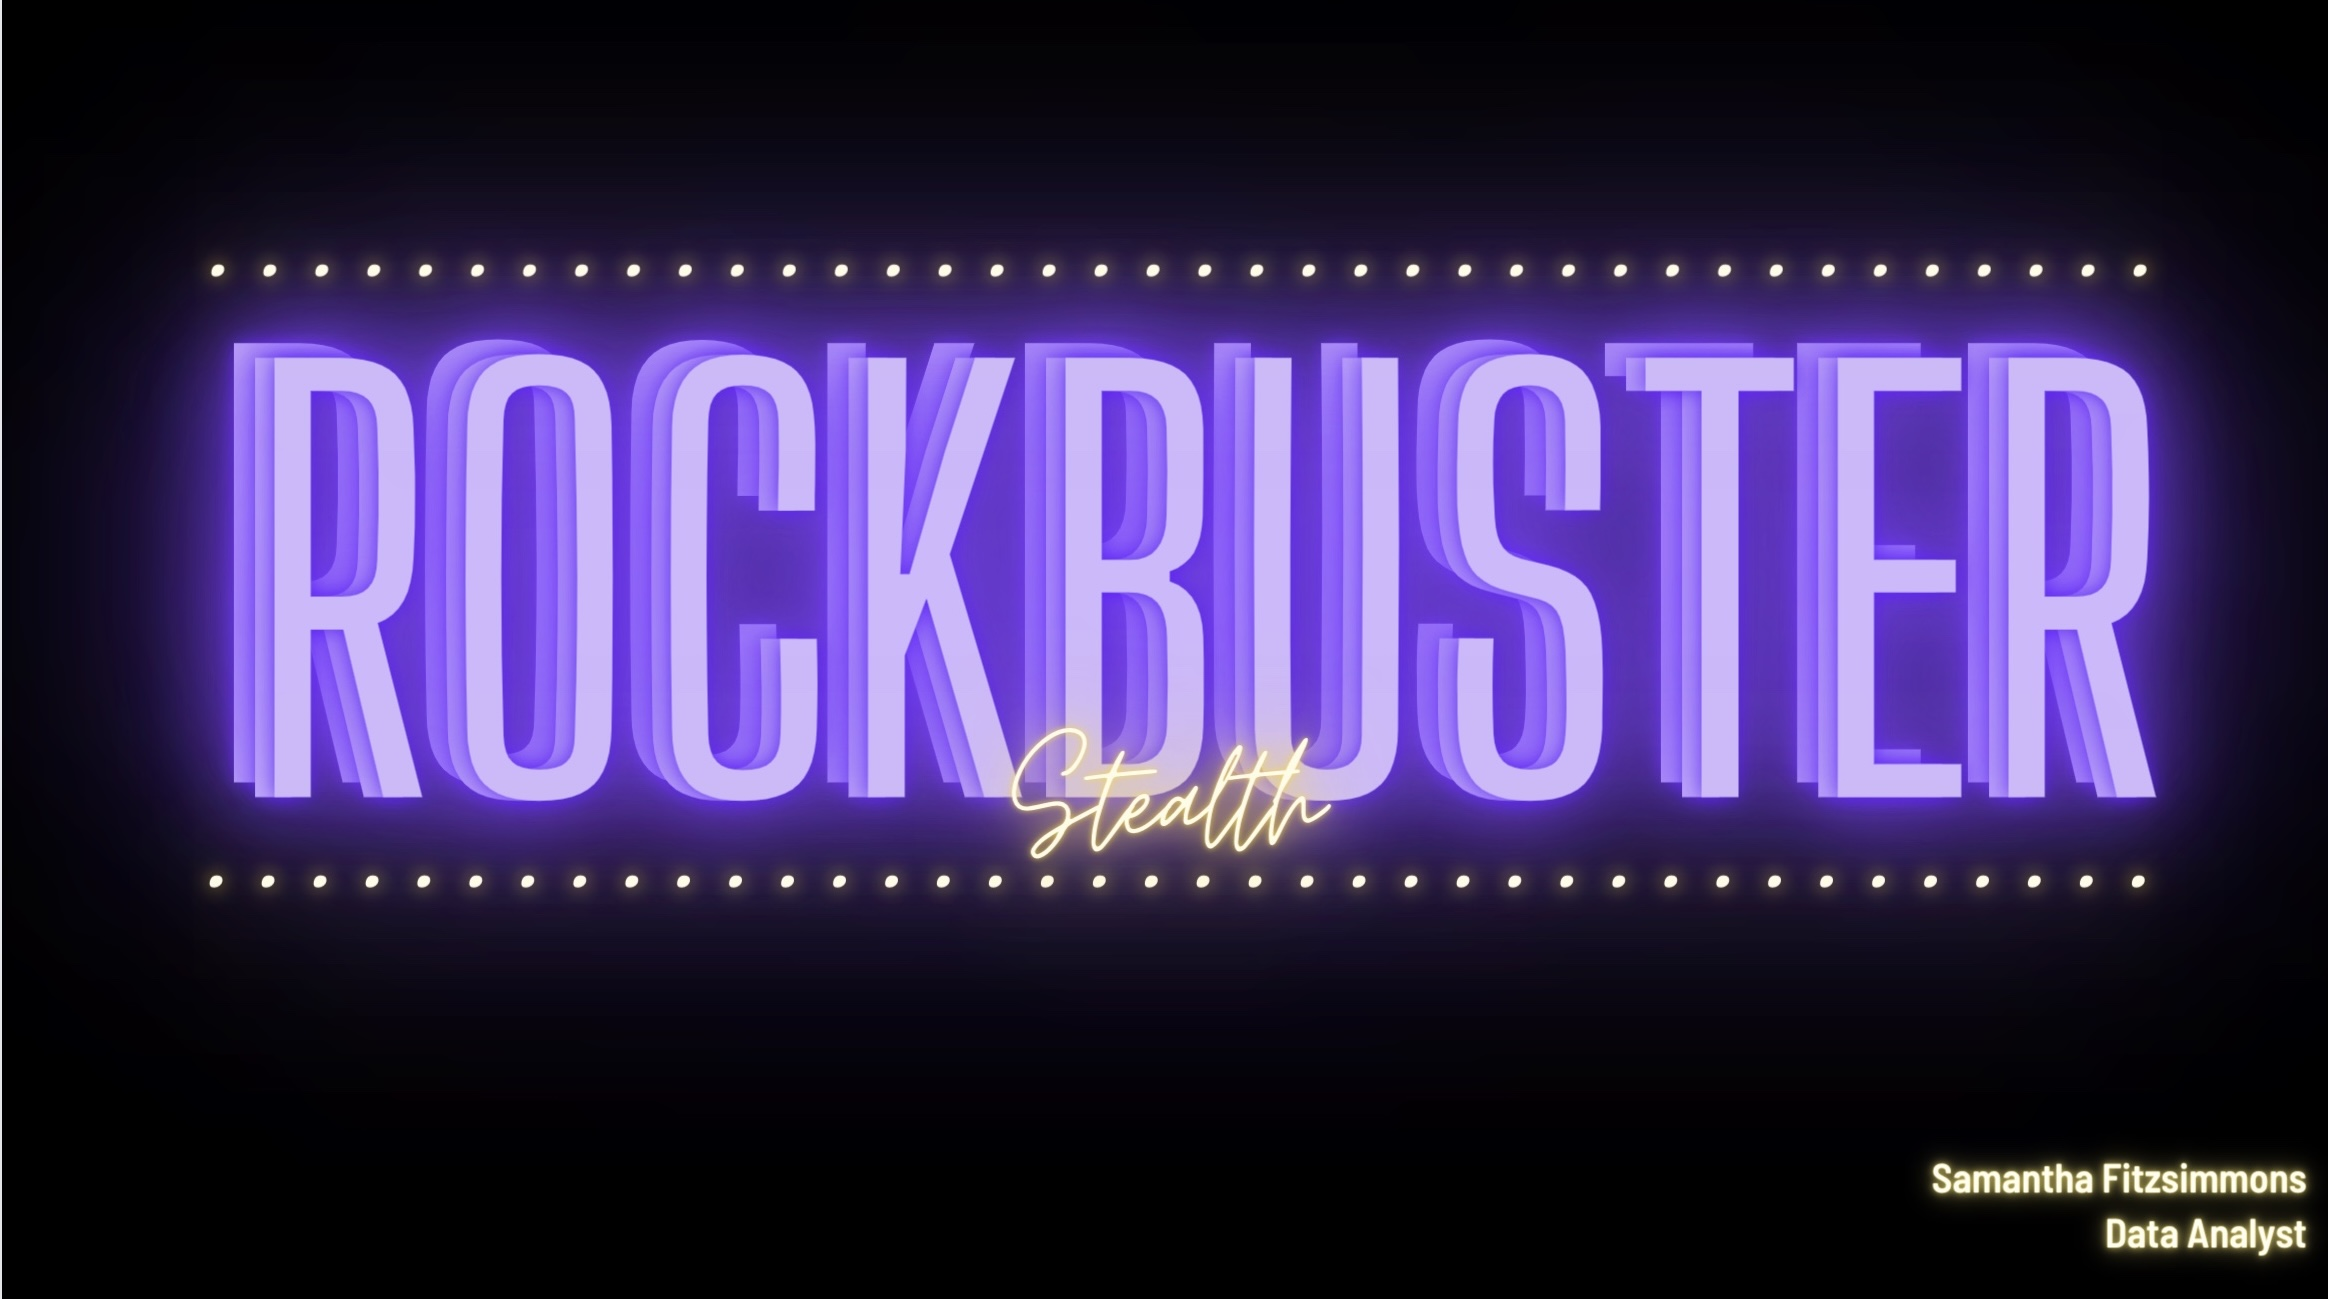 ROCKBUSTER
Stealth
Samantha Fitzsimmons
Data Analyst